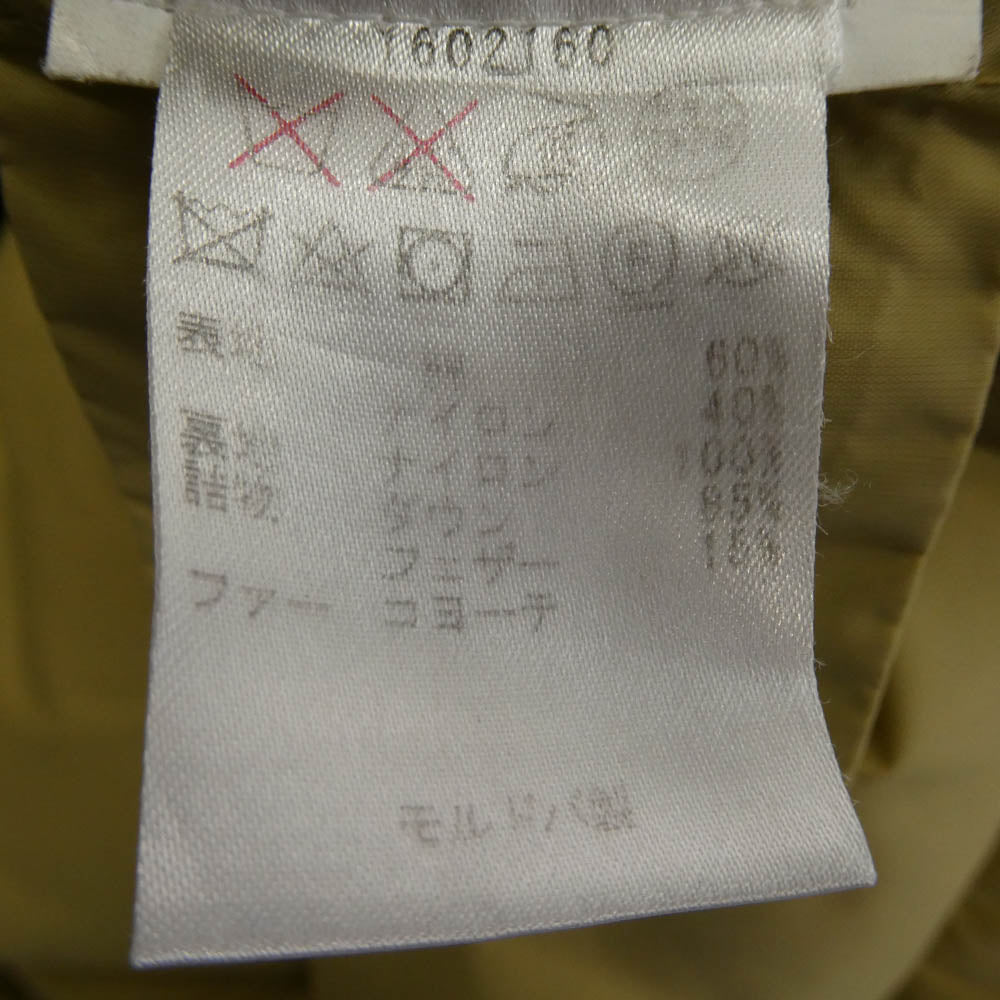 1602160
表地 綿 60%
ナイロン 40%
裏地 ナイロン 100%
詰物 ダウン 85%
フェザー 15%
ファー コヨーテ
モルドバ製